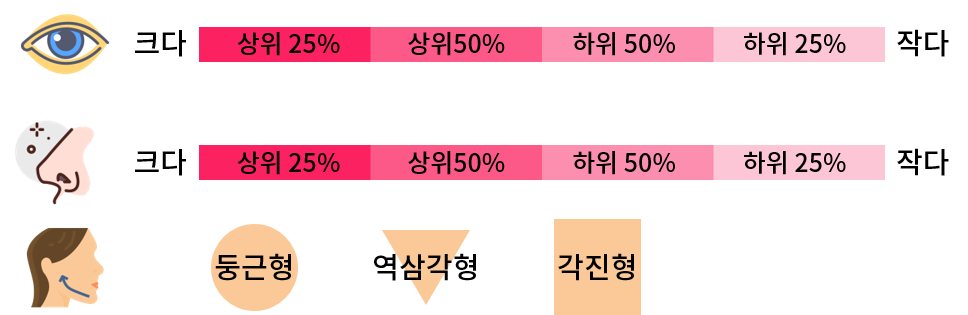 크다 상위 25% 상위50% 하위 50% 하위 25% 작다
크다 상위 25% 상위50% 하위 50% 하위 25% 작다
둥근형 역삼각형 각진형